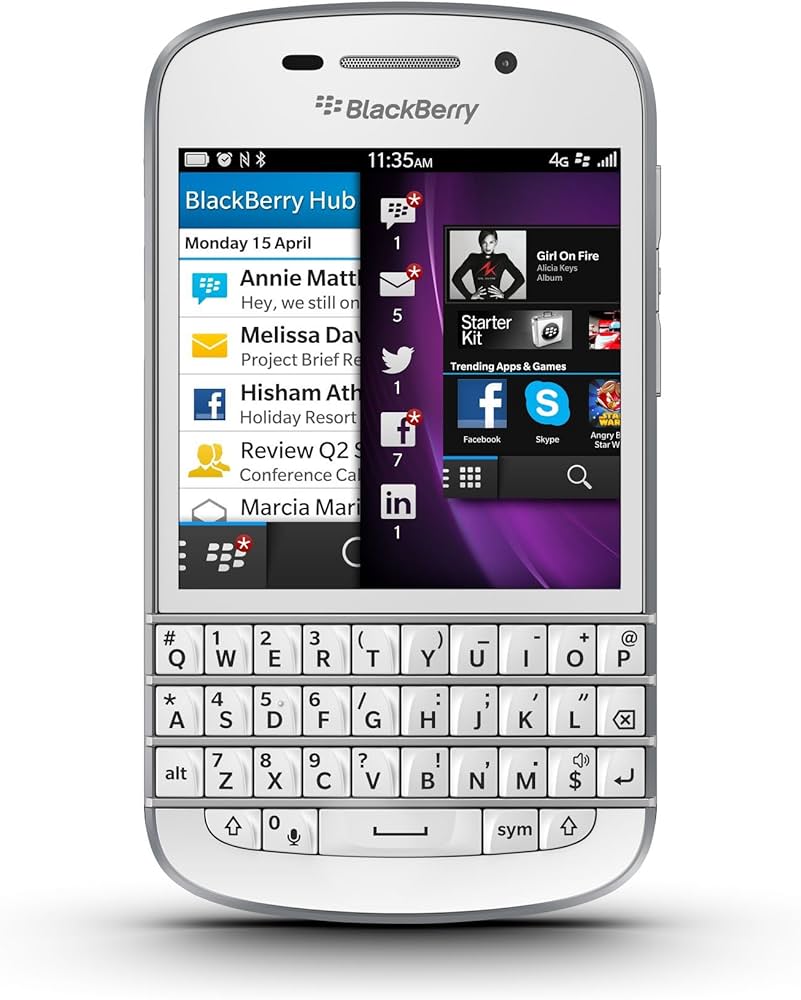 BlackBerry
11:35AM
4G
BlackBerry Hub
Monday 15 April
Annie Matt
Hey, we still on
Melissa Dav
Project Brief Re
Hisham Ath
Holiday Resort
Review Q2 S
Conference Cal
Marcia Mari
1
5
1
7
in
1
Girl On Fire
Alicia Keys
Album
Starter
Kit
Trending Apps & Games
Facebook
Skype
Angry B
Star W
# Q 1 W 2 E 3 R ( T ) Y _ U - I + O @ P
* A 4 S 5 D 6 F / G : H ; J ' K " L
alt 7 Z 8 X 9 C ? V ! B , N . M $
0 sym